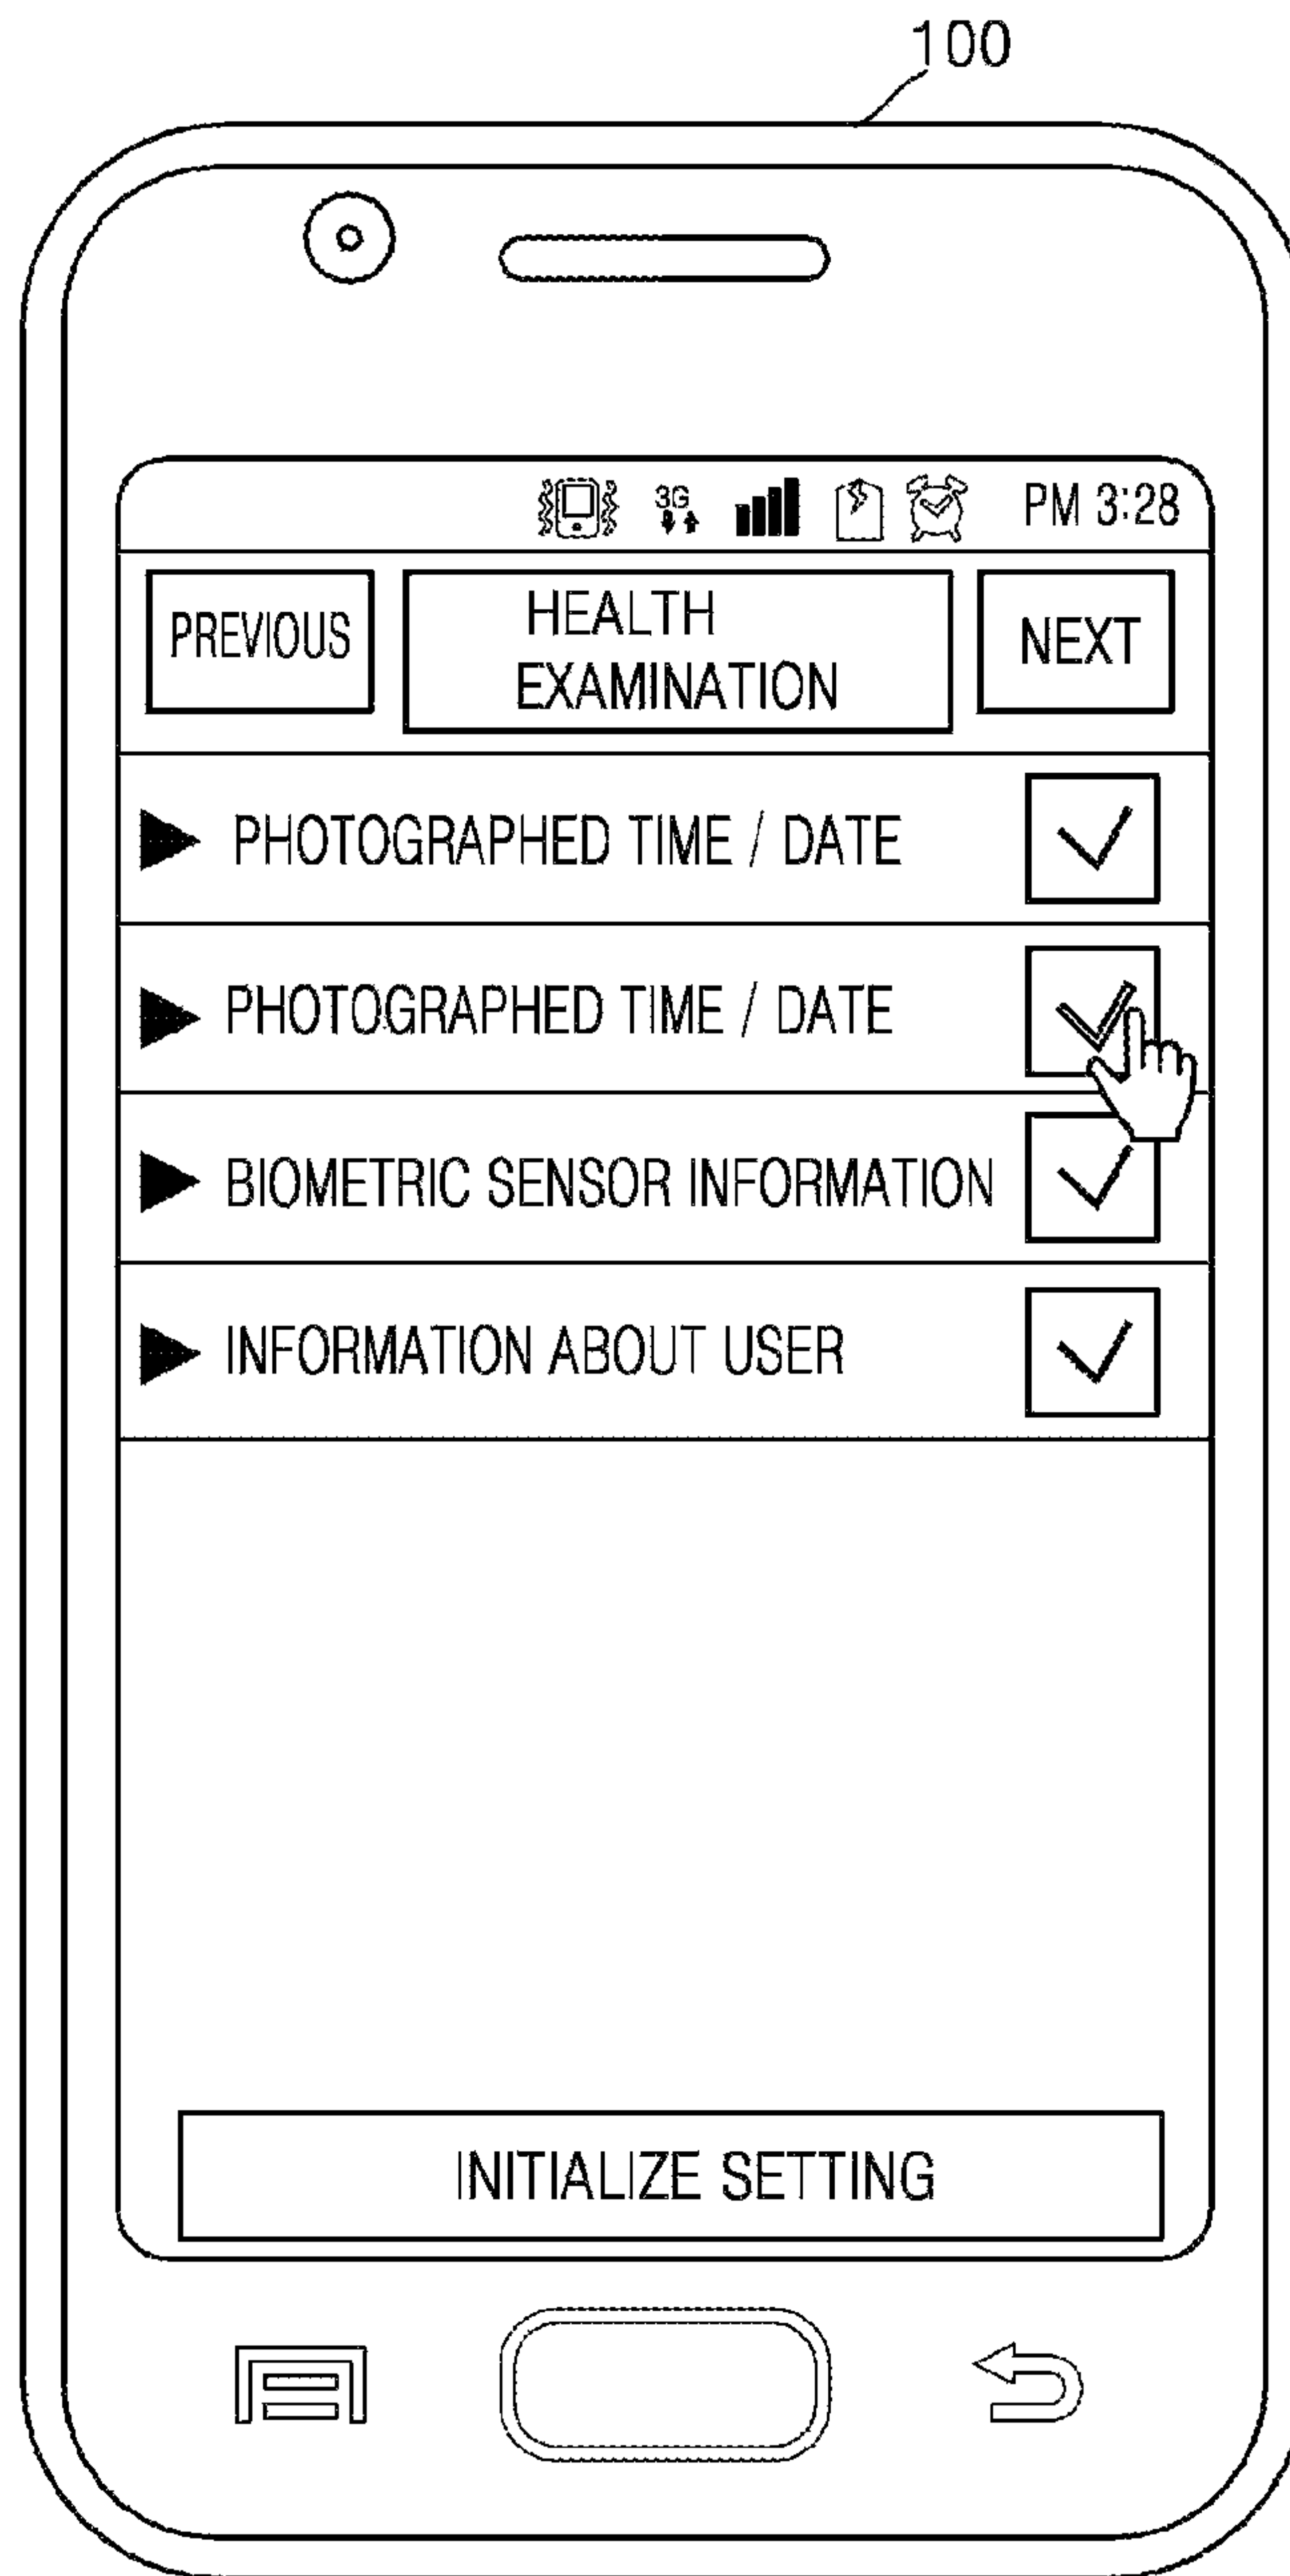 100
3G PM 3:28
PREVIOUS
HEALTH
EXAMINATION
NEXT
PHOTOGRAPHED TIME / DATE
PHOTOGRAPHED TIME / DATE
BIOMETRIC SENSOR INFORMATION
INFORMATION ABOUT USER
INITIALIZE SETTING